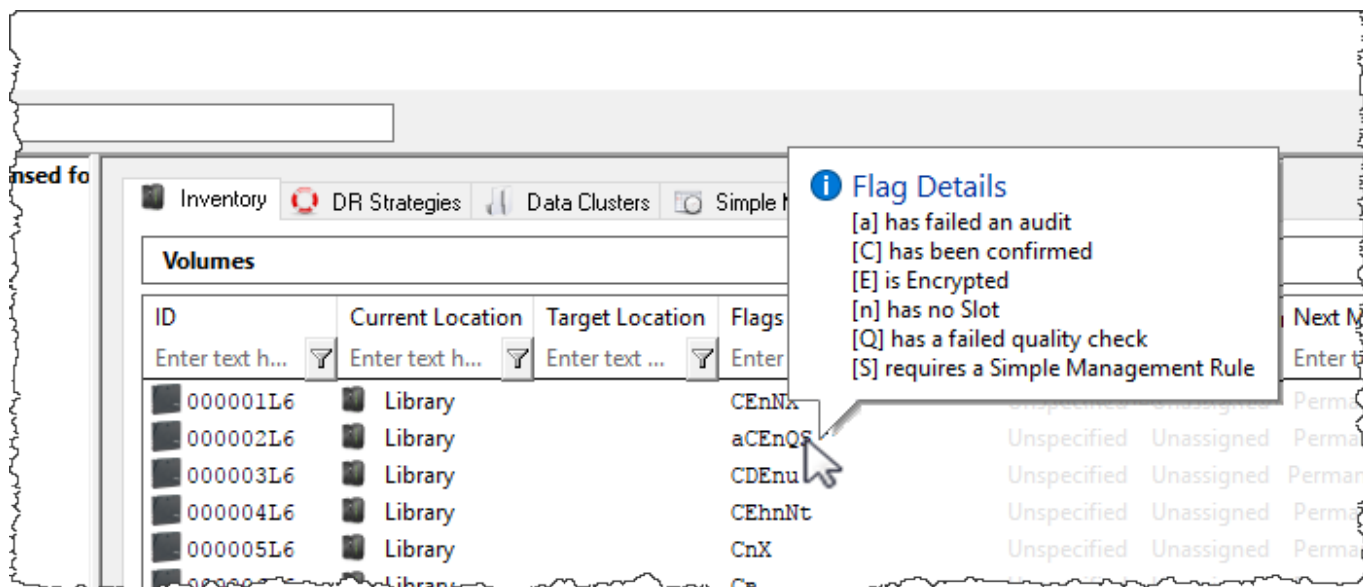 nsed fo
Inventory DR Strategies Data Clusters Simple
Flag Details
[a] has failed an audit
[C] has been confirmed
[E] is Encrypted
[n] has no Slot
[Q] has a failed quality check
[S] requires a Simple Management Rule
Volumes
ID Current Location Target Location Flags Next M
Enter text h... Enter text h... Enter text ... Enter Enter t
000001L6 Library CEnNX Unspecified Unassigned Perma
000002L6 Library aCEnQS Unspecified Unassigned Perma
000003L6 Library CDEnu Unspecified Unassigned Perman
000004L6 Library CEhnNt Unspecified Unassigned Perma
000005L6 Library CnX Unspecified Unassigned Perma
Library Cn